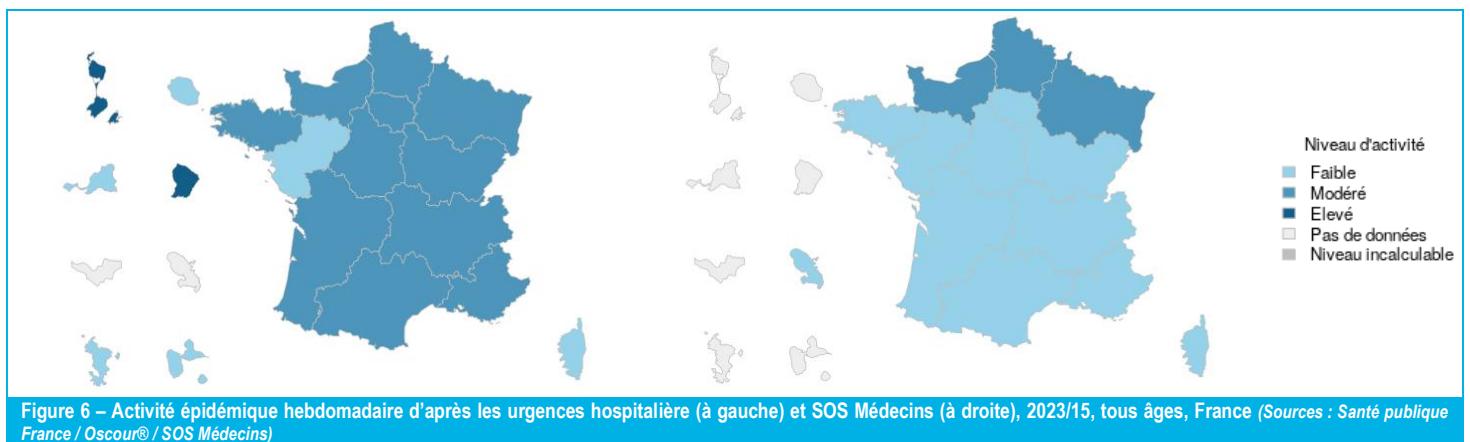 Niveau d'activité
Faible
Modéré
Elevé
Pas de données
Niveau incalculable
Figure 6 – Activité épidémique hebdomadaire d'après les urgences hospitalière (à gauche) et SOS Médecins (à droite), 2023/15, tous âges, France (Sources : Santé publique
France / Oscour® / SOS Médecins)